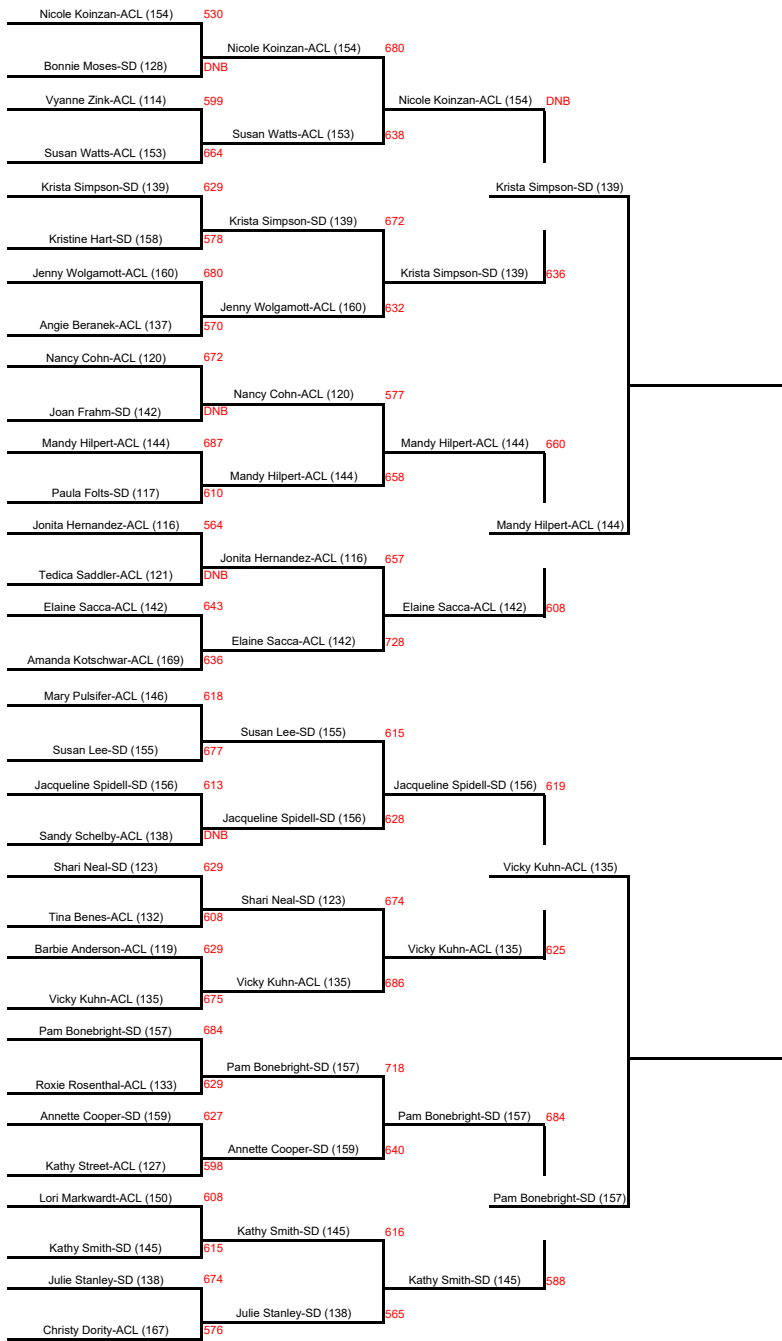 Nicole Koinzan-ACL (154) 530
Nicole Koinzan-ACL (154) 680
Bonnie Moses-SD (128) DNB
Vyanne Zink-ACL (114) 599
Nicole Koinzan-ACL (154) DNB
Susan Watts-ACL (153) 638
Susan Watts-ACL (153) 664
Krista Simpson-SD (139) 629
Krista Simpson-SD (139)
Krista Simpson-SD (139) 672
Kristine Hart-SD (158) 578
Jenny Wolgamott-ACL (160) 680
Krista Simpson-SD (139) 636
Jenny Wolgamott-ACL (160) 632
Angie Beranek-ACL (137) 570
Nancy Cohn-ACL (120) 672
Nancy Cohn-ACL (120) 577
Joan Frahm-SD (142) DNB
Mandy Hilpert-ACL (144) 687
Mandy Hilpert-ACL (144) 660
Mandy Hilpert-ACL (144) 658
Paula Folts-SD (117) 610
Jonita Hernandez-ACL (116) 564
Mandy Hilpert-ACL (144)
Jonita Hernandez-ACL (116) 657
Tedica Saddler-ACL (121) DNB
Elaine Sacca-ACL (142) 643
Elaine Sacca-ACL (142) 608
Elaine Sacca-ACL (142) 728
Amanda Kotschwar-ACL (169) 636
Mary Pulsifer-ACL (146) 618
Susan Lee-SD (155) 615
Susan Lee-SD (155) 677
Jacqueline Spidell-SD (156) 613
Jacqueline Spidell-SD (156) 619
Jacqueline Spidell-SD (156) 628
Sandy Schelby-ACL (138) DNB
Shari Neal-SD (123) 629
Vicky Kuhn-ACL (135)
Shari Neal-SD (123) 674
Tina Benes-ACL (132) 608
Barbie Anderson-ACL (119) 629
Vicky Kuhn-ACL (135) 625
Vicky Kuhn-ACL (135) 686
Vicky Kuhn-ACL (135) 675
Pam Bonebright-SD (157) 684
Pam Bonebright-SD (157) 718
Roxie Rosenthal-ACL (133) 629
Annette Cooper-SD (159) 627
Pam Bonebright-SD (157) 684
Annette Cooper-SD (159) 640
Kathy Street-ACL (127) 598
Lori Markwardt-ACL (150) 608
Pam Bonebright-SD (157)
Kathy Smith-SD (145) 616
Kathy Smith-SD (145) 615
Julie Stanley-SD (138) 674
Kathy Smith-SD (145) 588
Julie Stanley-SD (138) 565
Christy Dority-ACL (167) 576